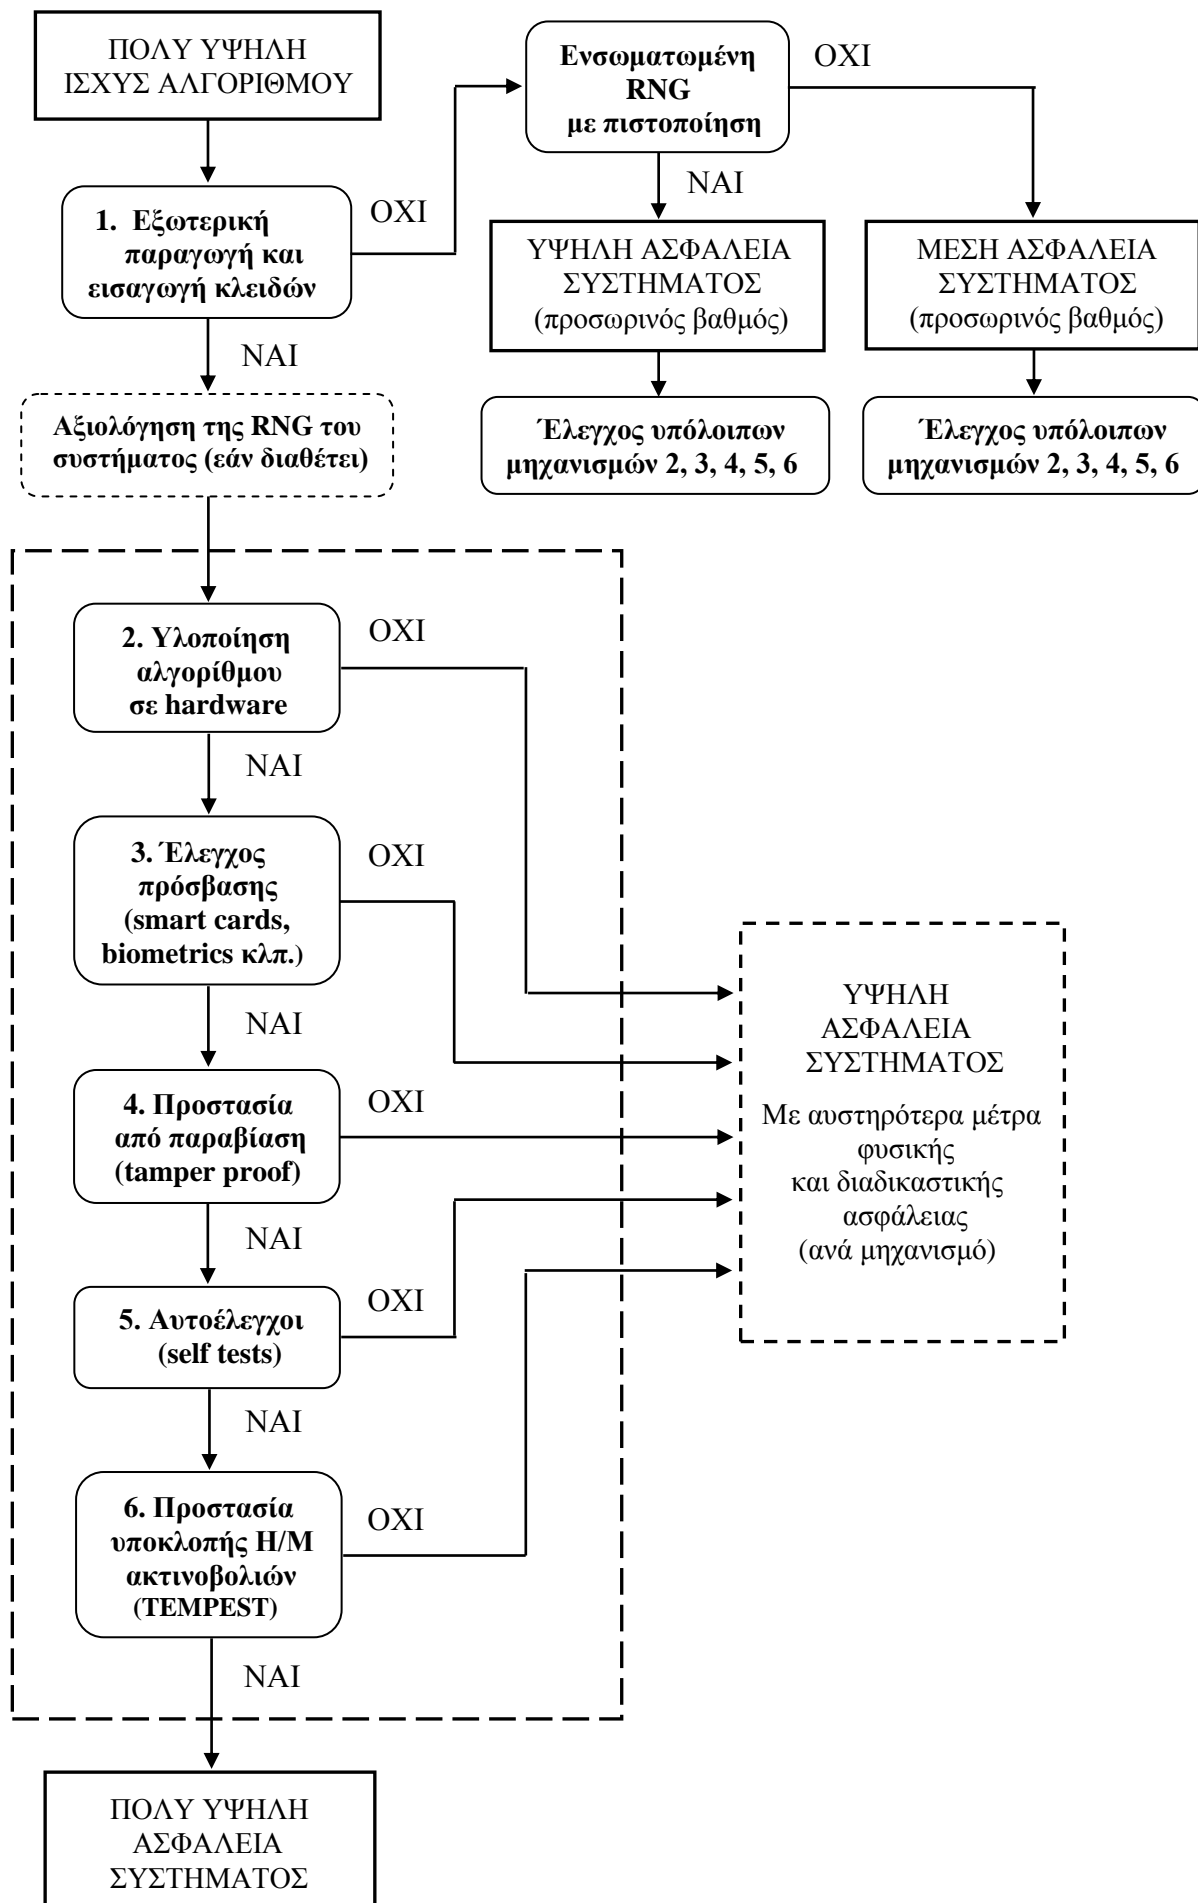 ΠΟΛΥ ΥΨΗΛΗ
ΙΣΧΥΣ ΑΛΓΟΡΙΘΜΟΥ
Ενσωματωμένη
RNG
με πιστοποίηση
ΟΧΙ
ΝΑΙ
1. Εξωτερική
παραγωγή και
εισαγωγή κλειδών
ΟΧΙ
ΥΨΗΛΗ ΑΣΦΑΛΕΙΑ
ΣΥΣΤΗΜΑΤΟΣ
(προσωρινός βαθμός)
ΜΕΣΗ ΑΣΦΑΛΕΙΑ
ΣΥΣΤΗΜΑΤΟΣ
(προσωρινός βαθμός)
ΝΑΙ
Αξιολόγηση της RNG του
συστήματος (εάν διαθέτει)
Έλεγχος υπόλοιπων
μηχανισμών 2, 3, 4, 5, 6
Έλεγχος υπόλοιπων
μηχανισμών 2, 3, 4, 5, 6
2. Υλοποίηση
αλγορίθμου
σε hardware
ΟΧΙ
ΝΑΙ
3. Έλεγχος
πρόσβασης
(smart cards,
biometrics κλπ.)
ΟΧΙ
ΝΑΙ
4. Προστασία
από παραβίαση
(tamper proof)
ΟΧΙ
ΝΑΙ
5. Αυτοέλεγχοι
(self tests)
ΟΧΙ
ΝΑΙ
6. Προστασία
υποκλοπής Η/Μ
ακτινοβολιών
(TEMPEST)
ΟΧΙ
ΝΑΙ
ΥΨΗΛΗ
ΑΣΦΑΛΕΙΑ
ΣΥΣΤΗΜΑΤΟΣ
Με αυστηρότερα μέτρα
φυσικής
και διαδικαστικής
ασφάλειας
(ανά μηχανισμό)
ΠΟΛΥ ΥΨΗΛΗ
ΑΣΦΑΛΕΙΑ
ΣΥΣΤΗΜΑΤΟΣ